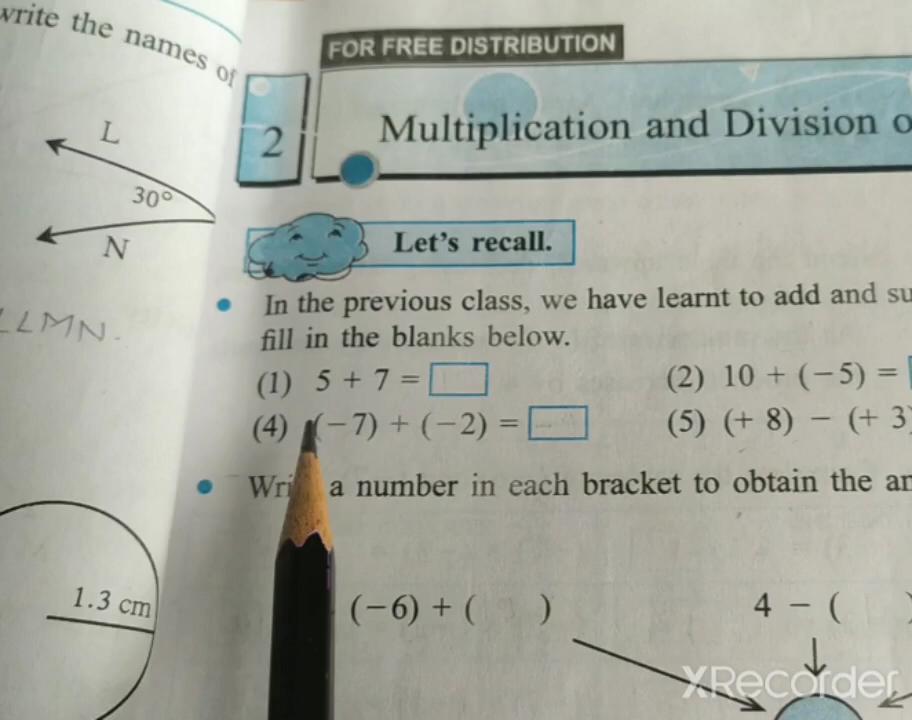 write the names of
L
30°
N
∠LMN.
1.3 cm
FOR FREE DISTRIBUTION
2
Multiplication and Division
Let's recall.
In the previous class, we have learnt to add and
fill in the blanks below.
(1) 5 + 7 =
(2) 10 + (−5) =
(4) (−7) + (−2) =
(5) (+ 8) − (+ 3)
a number in each bracket to obtain the
(−6) + ( )
4 − ( )
XRecorder